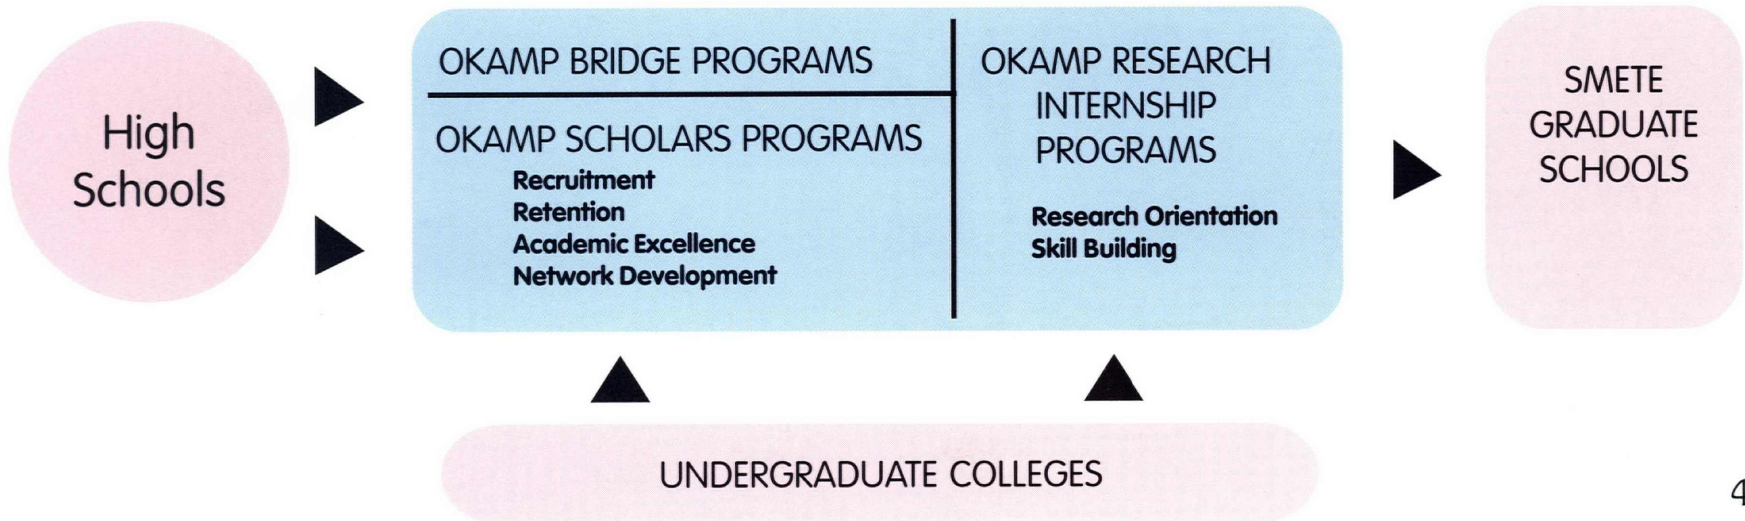 High
Schools
OKAMP BRIDGE PROGRAMS
OKAMP SCHOLARS PROGRAMS
Recruitment
Retention
Academic Excellence
Network Development
OKAMP RESEARCH
INTERNSHIP
PROGRAMS
Research Orientation
Skill Building
SMETE
GRADUATE
SCHOOLS
UNDERGRADUATE COLLEGES
4